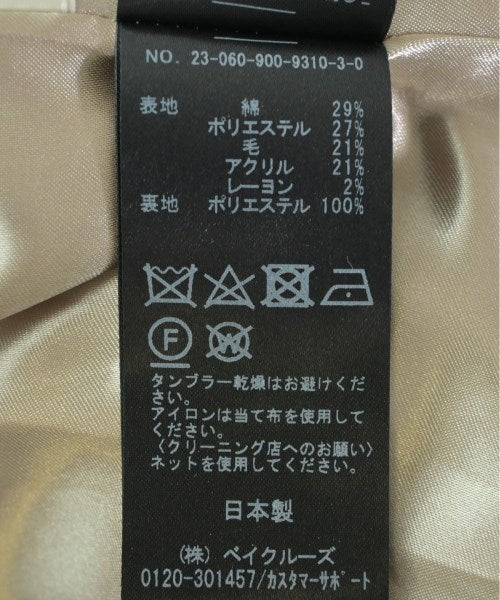 NO. 23-060-900-9310-3-0
表地 綿 29%
ポリエステル 27%
毛 21%
アクリル 21%
レーヨン 2%
裏地 ポリエステル 100%
F W
タンブラー乾燥はお避けくだ
さい。
アイロンは当て布を使用して
ください。
〈クリーニング店へのお願い〉
ネットを使用してください。
日本製
(株) ベイクルーズ
0120-301457/ｶｽﾀﾏｰｻﾎﾟｰﾄ